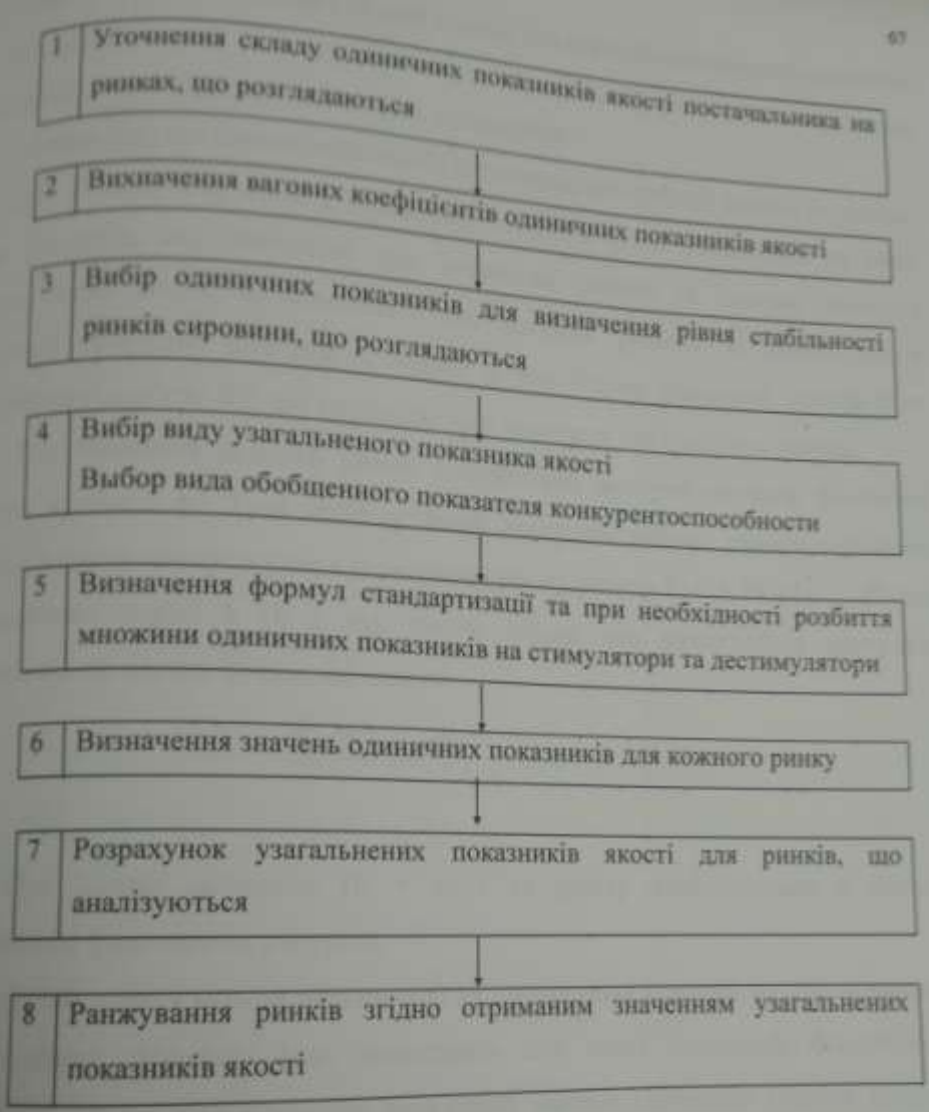 67
1 Уточнення складу одиничних показників якості постачальника на
ринках, що розглядаються
2 Вихначення вагових коефіцієнтів одиничних показників якості
3 Вибір одиничних показників для визначення рівня стабільності
ринків сировини, що розглядаються
4 Вибір виду узагальненого показника якості
Выбор вида обобщенного показателя конкурентоспособности
5 Визначення формул стандартизації та при необхідності розбиття
множини одиничних показників на стимулятори та дестимулятори
6 Визначення значень одиничних показників для кожного ринку
7 Розрахунок узагальнених показників якості для ринків, що
аналізуються
8 Ранжування ринків згідно отриманим значенням узагальнених
показників якості